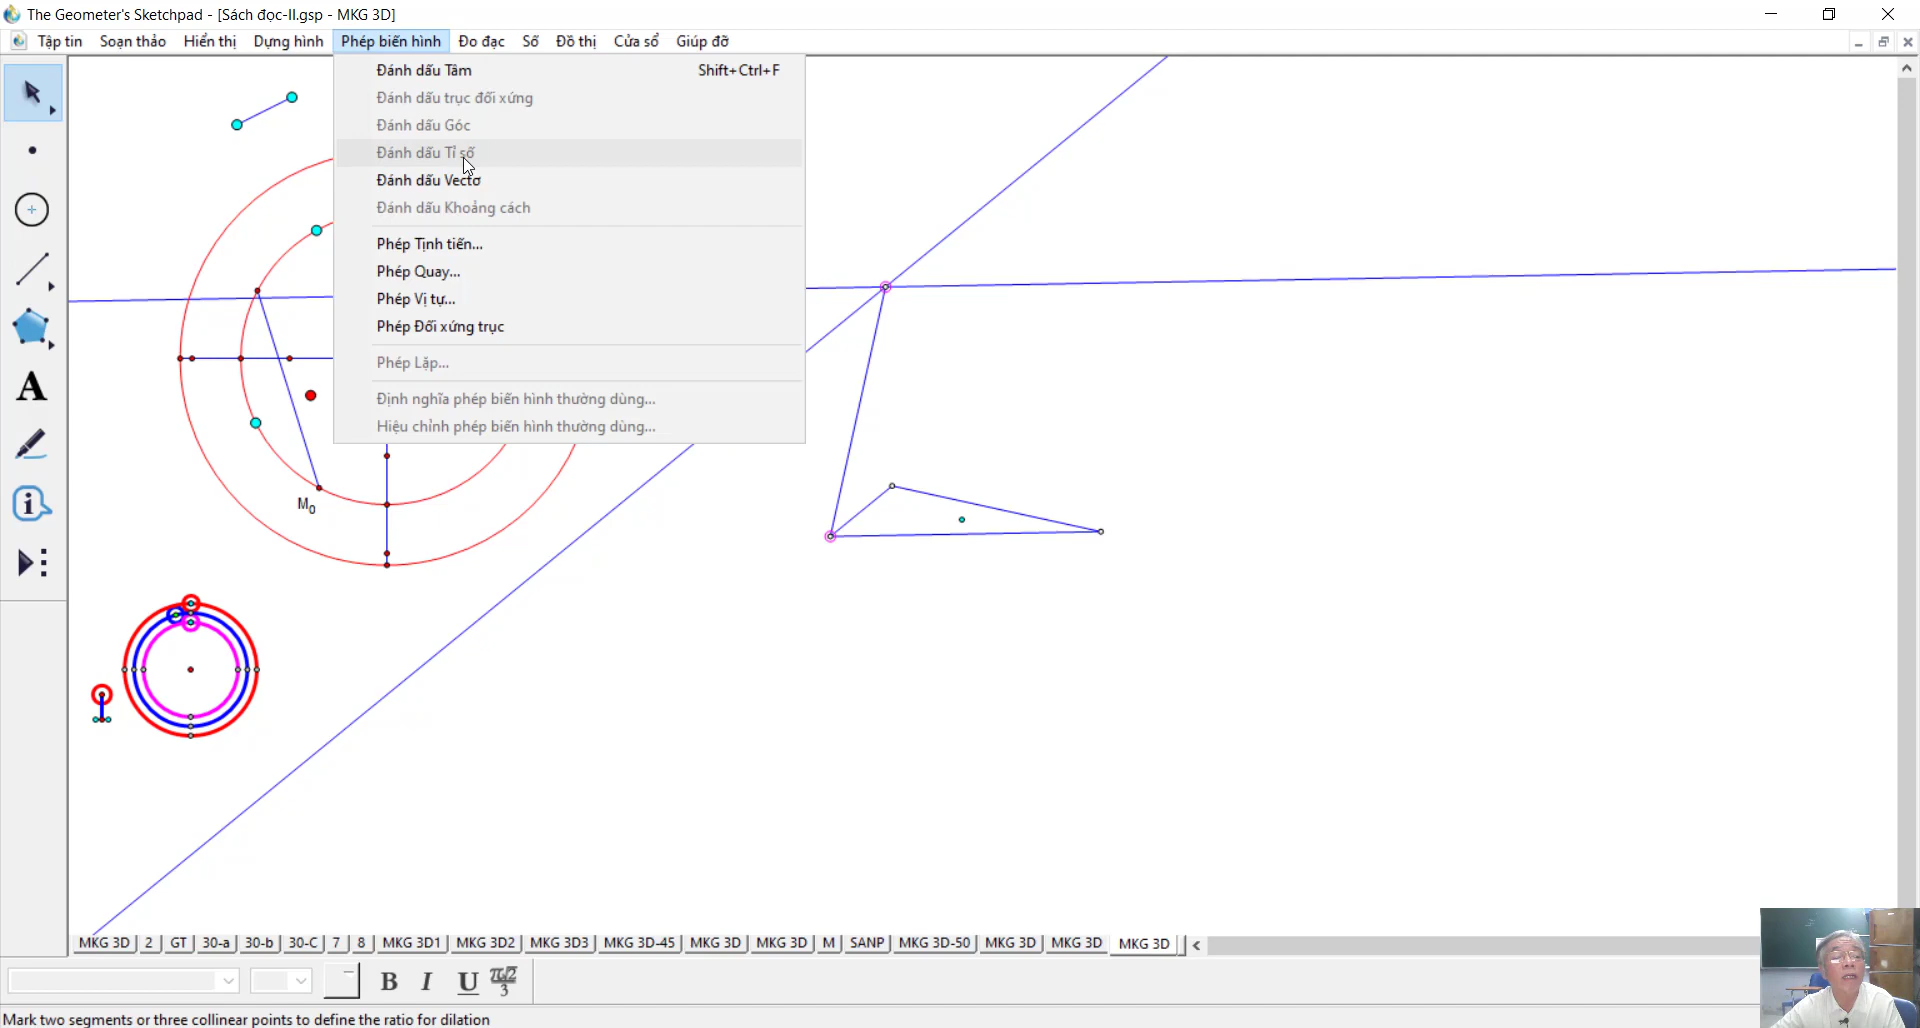 The Geometer's Sketchpad - [Sách đọc-II.gsp - MKG 3D]
Tập tin Soạn thảo Hiển thị Dựng hình Phép biến hình Đo đạc Số Đồ thị Cửa sổ Giúp đỡ
Đánh dấu Tâm Shift+Ctrl+F
Đánh dấu trục đối xứng
Đánh dấu Góc
Đánh dấu Tỉ số
Đánh dấu Vectơ
Đánh dấu Khoảng cách
Phép Tịnh tiến...
Phép Quay...
Phép Vị tự...
Phép Đối xứng trục
Phép Lặp...
Định nghĩa phép biến hình thường dùng...
Hiệu chỉnh phép biến hình thường dùng...
A
M₀
MKG 3D 2 GT 30-a 30-b 30-C 7 8 MKG 3D1 MKG 3D2 MKG 3D3 MKG 3D-45 MKG 3D MKG 3D M SANP MKG 3D-50 MKG 3D MKG 3D MKG 3D
B I U
Mark two segments or three collinear points to define the ratio for dilation